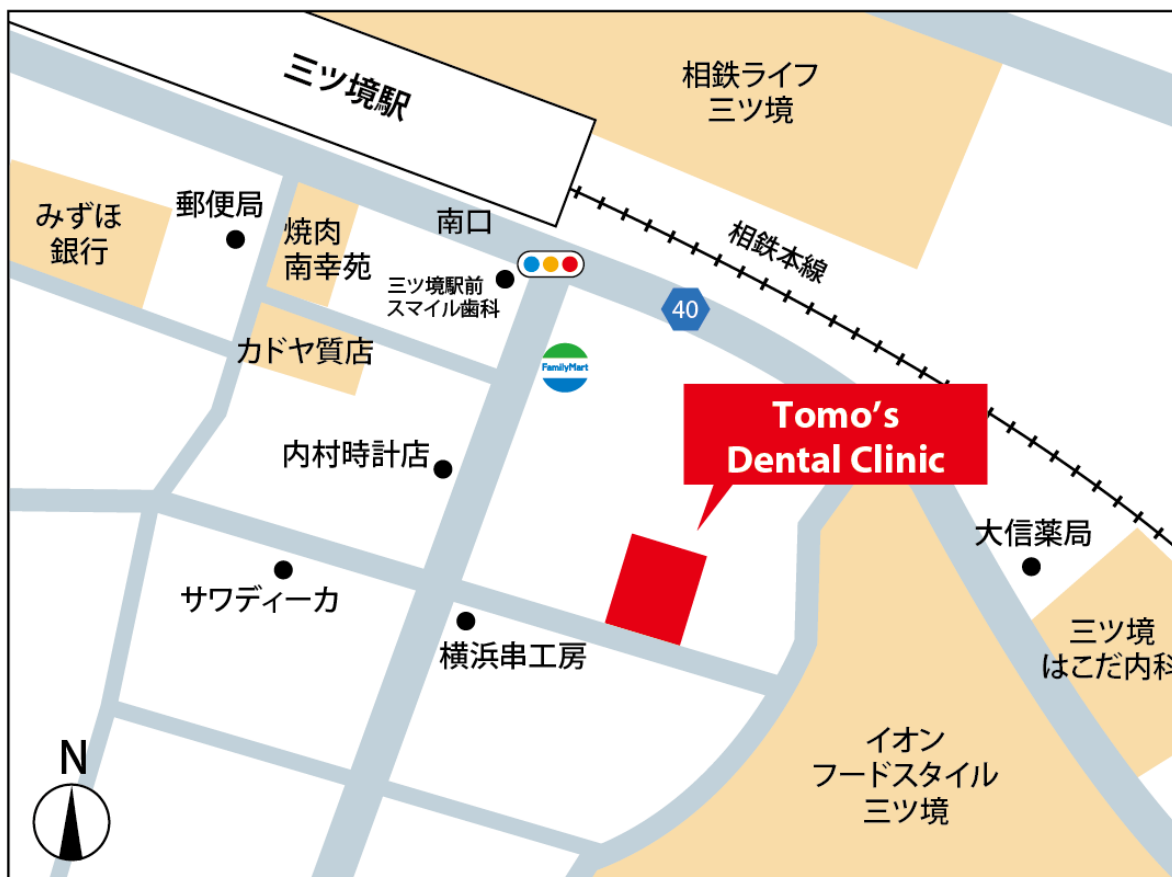 三ツ境駅
相鉄ライフ
三ツ境
みずほ
銀行
郵便局
焼肉
南幸苑
南口
三ツ境駅前
スマイル歯科
相鉄本線
40
カドヤ質店
FamilyMart
Tomo's
Dental Clinic
内村時計店
大信薬局
サワディーカ
横浜串工房
三ツ境
はこだ内科
イオン
フードスタイル
三ツ境
N